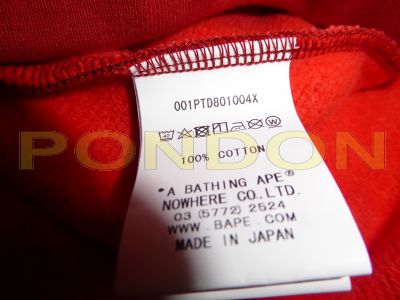 001PTD801004X
PONDON
100% COTTON
•A BATHING APE®
NOWHERE CO.,LTD.
03 (5772) 2524
WWW.BAPE.COM
MADE IN JAPAN